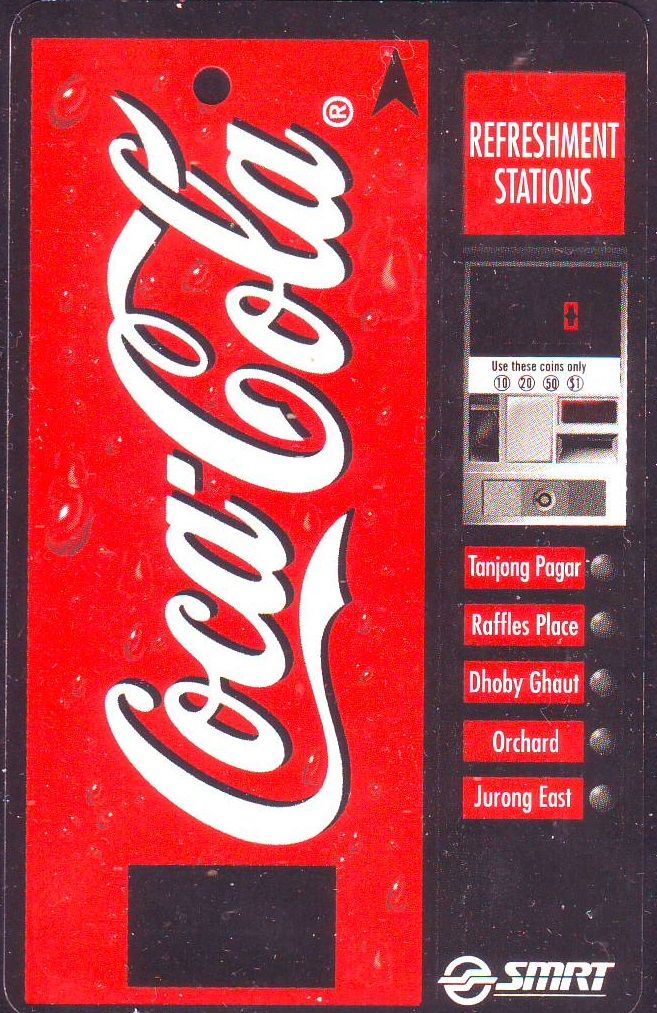 Coca-Cola®
REFRESHMENT
STATIONS
0
Use these coins only
10 20 50 $1
Tanjong Pagar
Raffles Place
Dhoby Ghaut
Orchard
Jurong East
SMRT